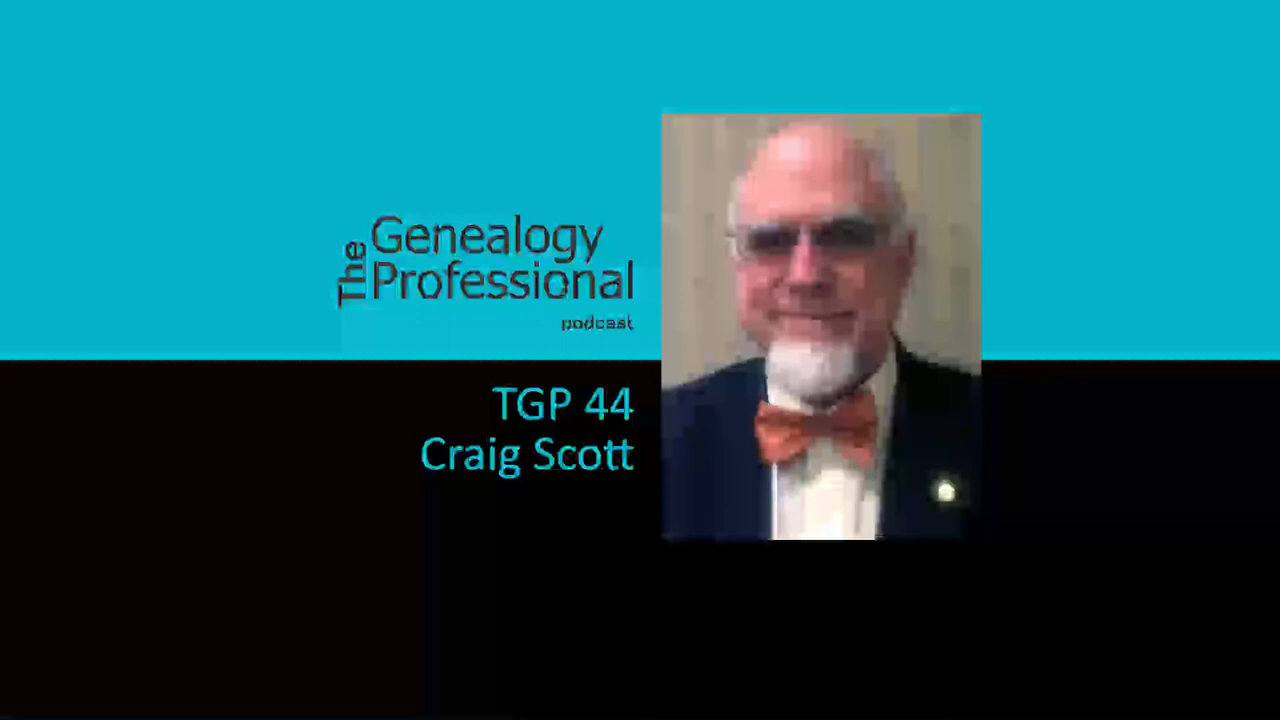 The
Genealogy
Professional
podcast
TGP 44
Craig Scott